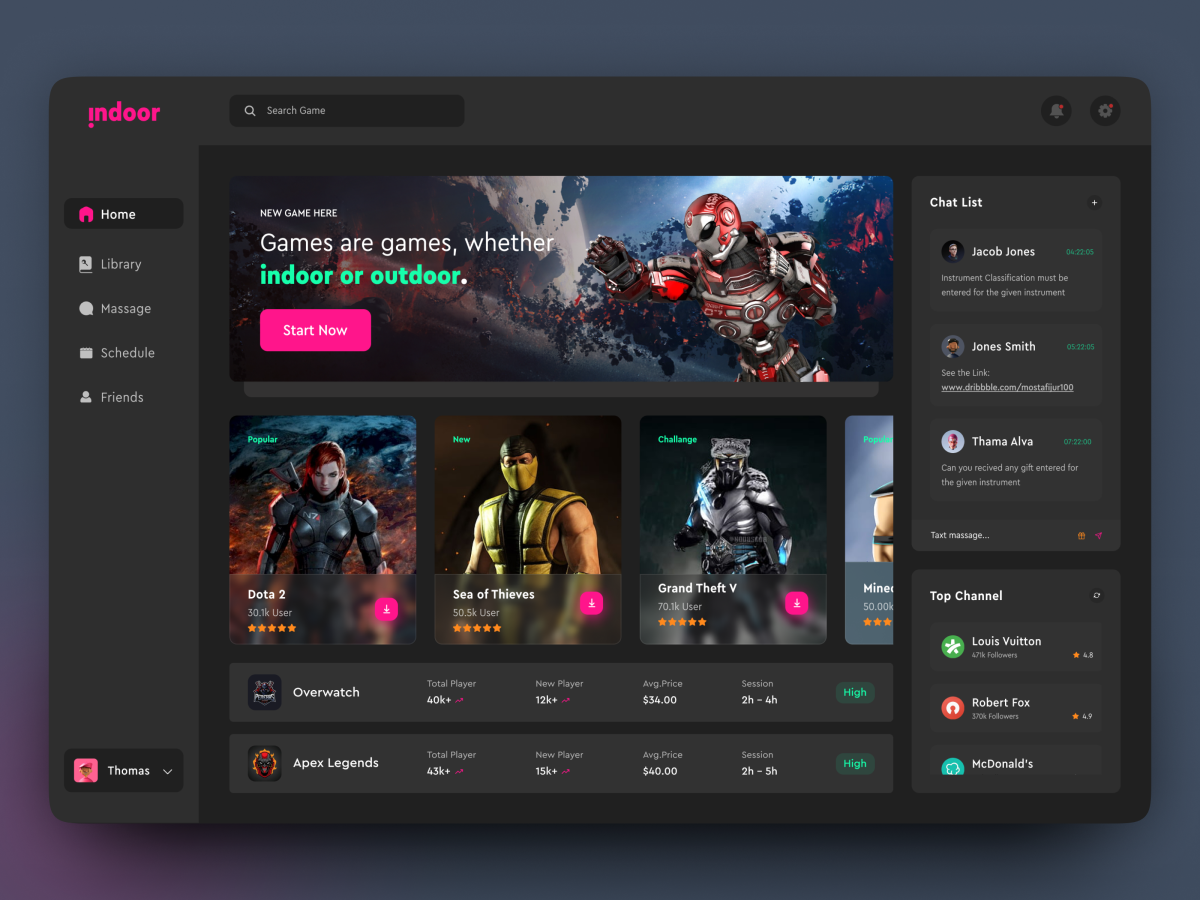 indoor
Search Game
Home
Library
Massage
Schedule
Friends
Thomas
NEW GAME HERE
Games are games, whether
indoor or outdoor.
Start Now
Popular
New
Challange
Popula
N7
Dota 2
30.1k User
Sea of Thieves
50.5k User
Grand Theft V
70.1k User
Minec
50.00k
Overwatch
Total Player
40k+
New Player
12k+
Avg.Price
$34.00
Session
2h – 4h
High
Apex Legends
Total Player
43k+
New Player
15k+
Avg.Price
$40.00
Session
2h – 5h
High
Chat List
+
Jacob Jones
04:22:05
Instrument Classification must be
entered for the given instrument
Jones Smith
05:22:05
See the Link:
www.dribbble.com/mostafijur100
Thama Alva
07:22:00
Can you recived any gift entered for
the given instrument
Taxt massage...
Top Channel
Louis Vuitton
471k Followers
4.8
Robert Fox
370k Followers
4.9
McDonald's